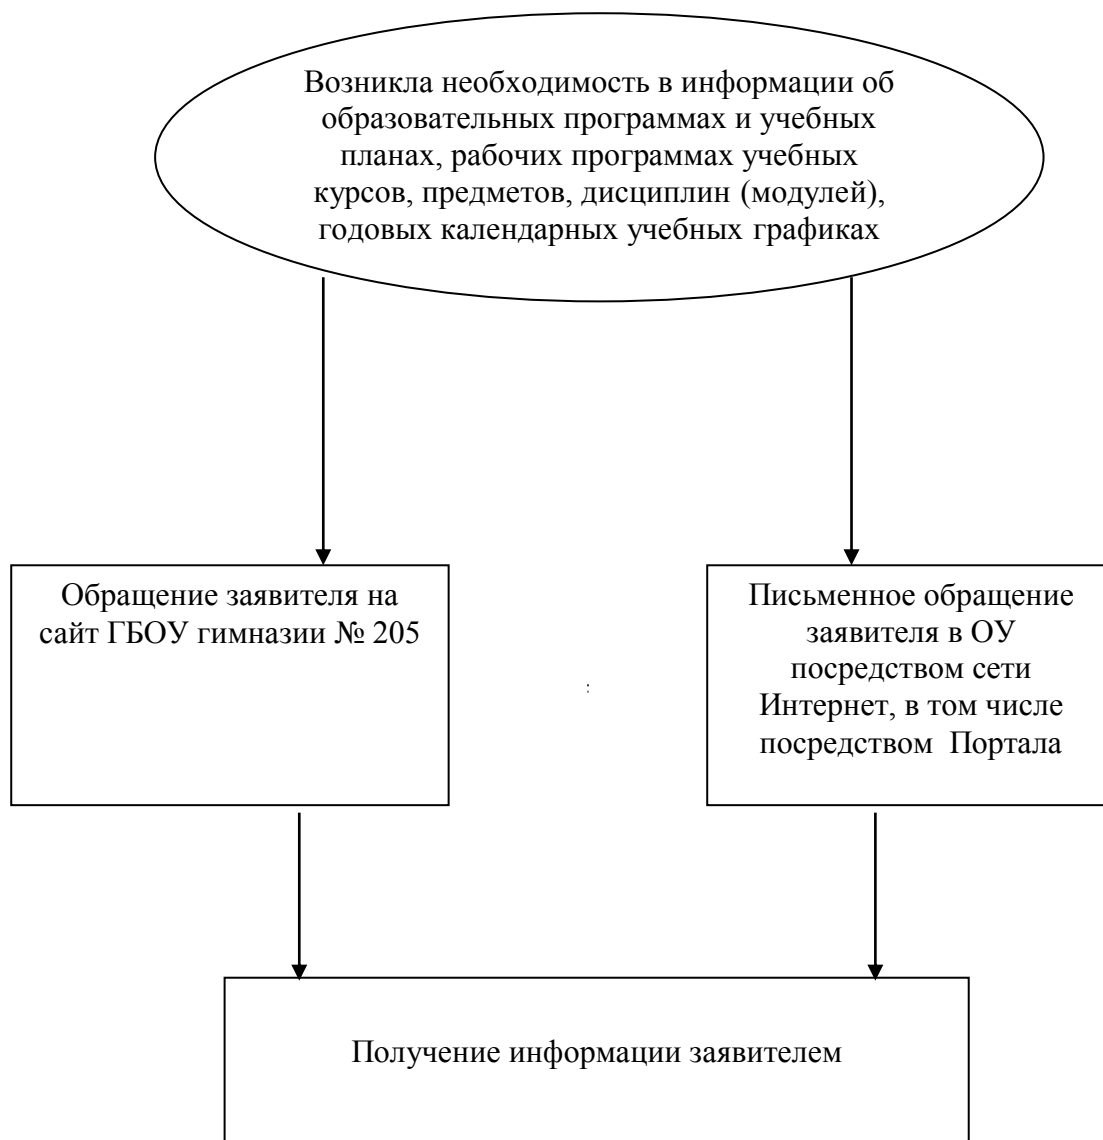 Возникла необходимость в информации об
образовательных программах и учебных
планах, рабочих программах учебных
курсов, предметов, дисциплин (модулей),
годовых календарных учебных графиках
Обращение заявителя на
сайт ГБОУ гимназии № 205
Письменное обращение
заявителя в ОУ
посредством сети
Интернет, в том числе
посредством Портала
:
Получение информации заявителем